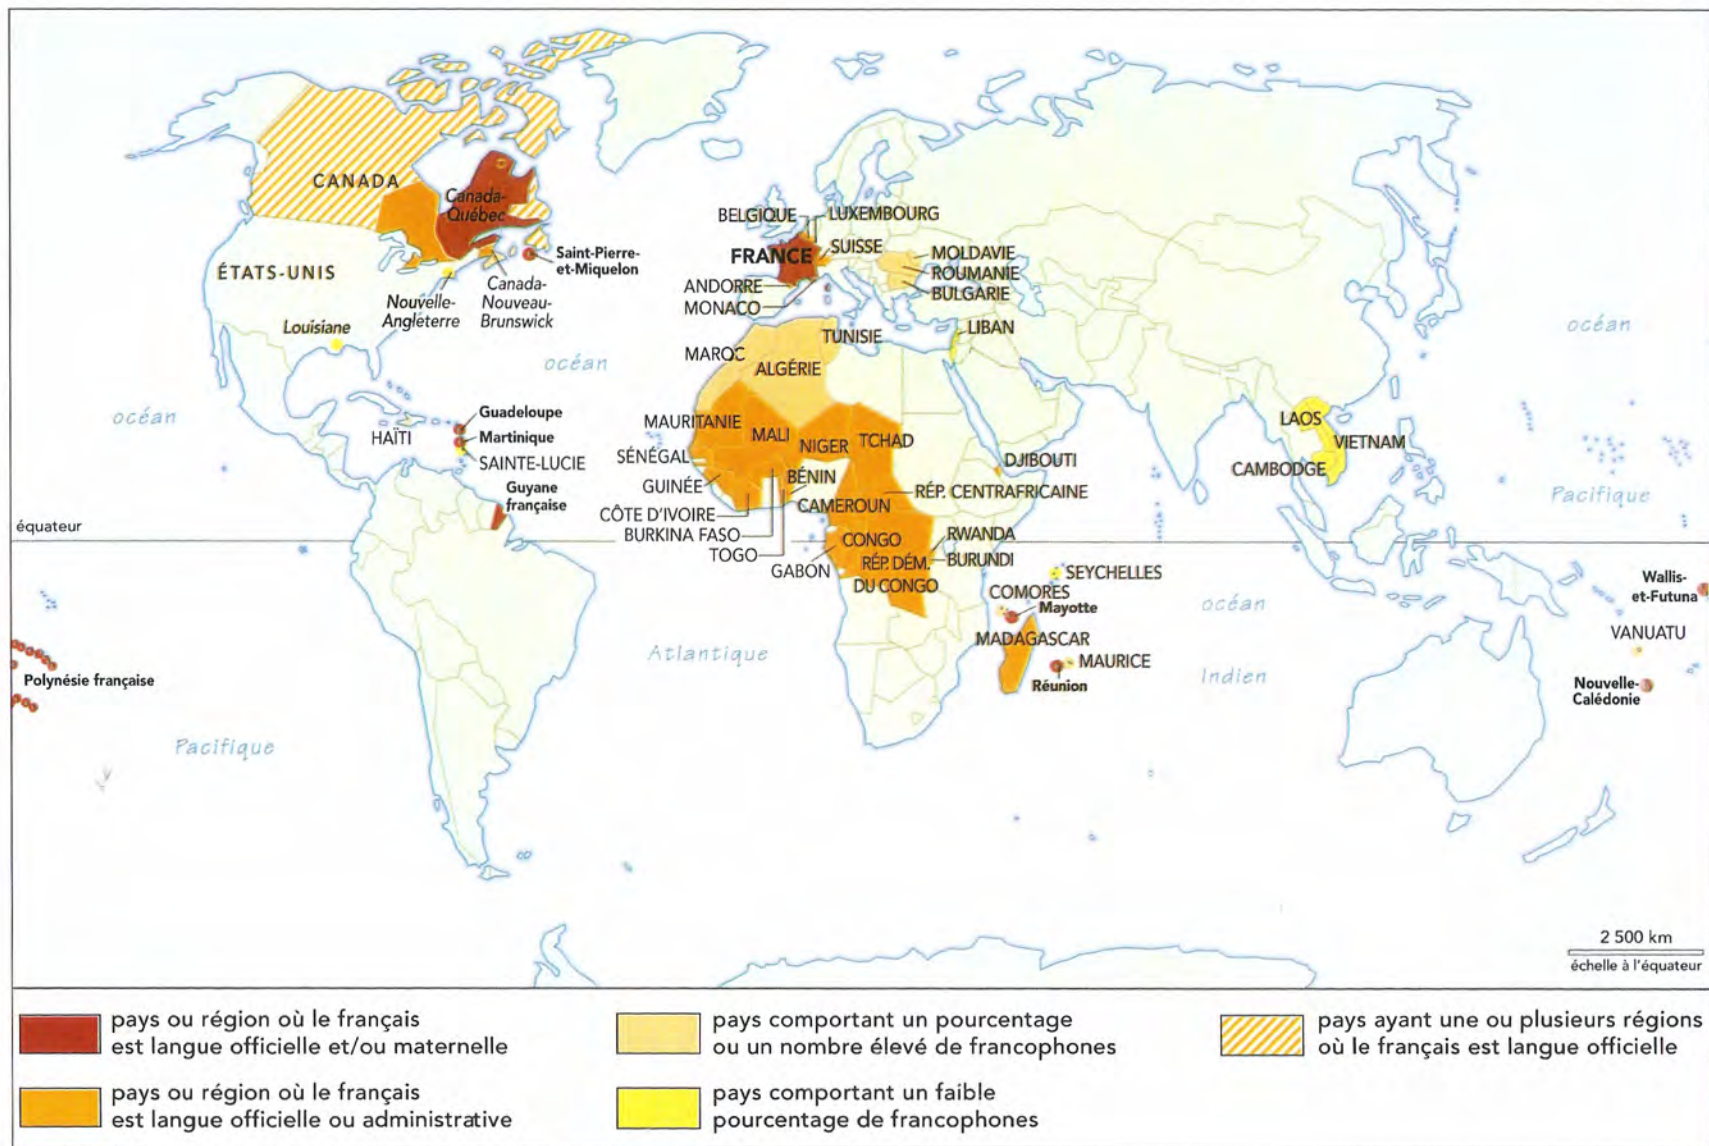 CANADA
Canada-
Québec
ÉTATS-UNIS
Saint-Pierre-
et-Miquelon
Nouvelle-
Angleterre
Canada-
Nouveau-
Brunswick
Louisiane
océan
océan
Pacifique
Atlantique
HAÏTI
Guadeloupe
Martinique
SAINTE-LUCIE
Guyane
française
équateur
Polynésie française
BELGIQUE
LUXEMBOURG
FRANCE
SUISSE
MOLDAVIE
ROUMANIE
BULGARIE
ANDORRE
MONACO
TUNISIE
LIBAN
MAROC
ALGÉRIE
MAURITANIE
MALI
NIGER
TCHAD
SÉNÉGAL
GUINÉE
BÉNIN
DJIBOUTI
CÔTE D'IVOIRE
CAMEROUN
RÉP. CENTRAFRICAINE
BURKINA FASO
TOGO
GABON
CONGO
RWANDA
RÉP. DÉM.
DU CONGO
BURUNDI
SEYCHELLES
COMORES
Mayotte
MADAGASCAR
MAURICE
Réunion
océan
Indien
LAOS
VIETNAM
CAMBODGE
océan
Pacifique
Wallis-
et-Futuna
VANUATU
Nouvelle-
Calédonie
2 500 km
échelle à l'équateur
pays ou région où le français
est langue officielle et/ou maternelle
pays ou région où le français
est langue officielle ou administrative
pays comportant un pourcentage
ou un nombre élevé de francophones
pays comportant un faible
pourcentage de francophones
pays ayant une ou plusieurs régions
où le français est langue officielle